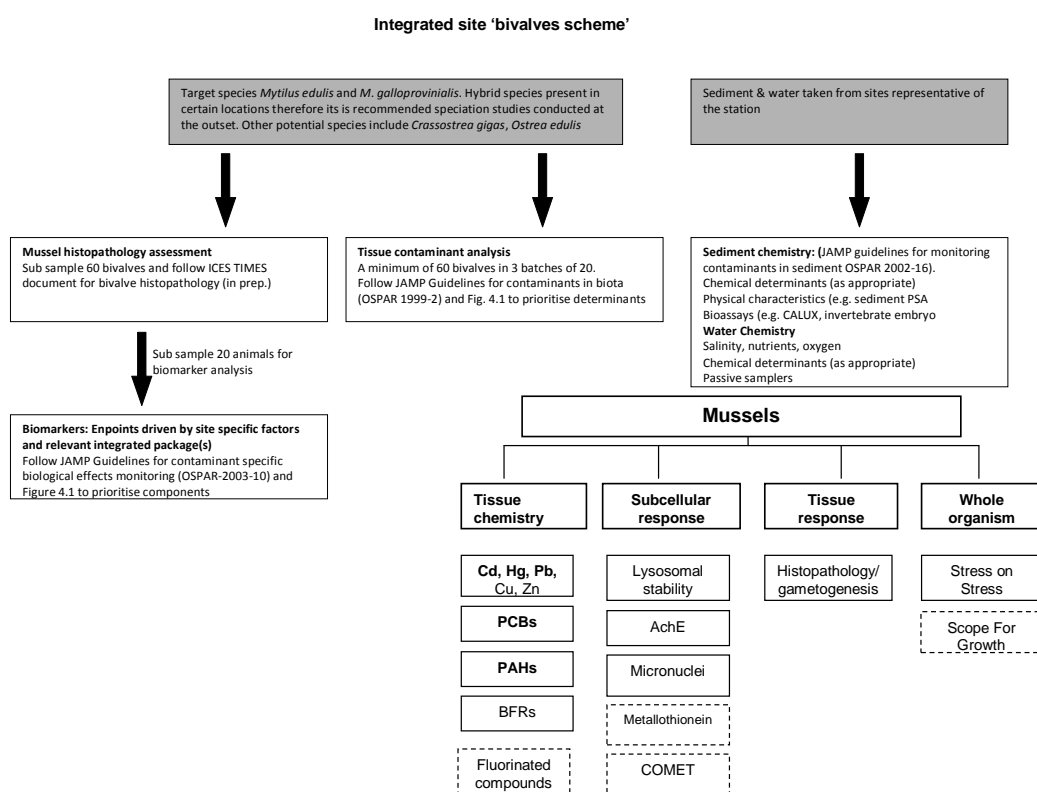 Integrated site ‘bivalves scheme’
Target species Mytilus edulis and M. galloprovinialis. Hybrid species present in
certain locations therefore its is recommended speciation studies conducted at
the outset. Other potential species include Crassostrea gigas, Ostrea edulis
Sediment & water taken from sites representative of
the station
Mussel histopathology assessment
Sub sample 60 bivalves and follow ICES TIMES
document for bivalve histopathology (in prep.)
Tissue contaminant analysis
A minimum of 60 bivalves in 3 batches of 20.
Follow JAMP Guidelines for contaminants in biota
(OSPAR 1999-2) and Fig. 4.1 to prioritise determinants
Sediment chemistry: (JAMP guidelines for monitoring
contaminants in sediment OSPAR 2002-16).
Chemical determinants (as appropriate)
Physical characteristics (e.g. sediment PSA
Bioassays (e.g. CALUX, invertebrate embryo
Water Chemistry
Salinity, nutrients, oxygen
Chemical determinants (as appropriate)
Passive samplers
Sub sample 20 animals for
biomarker analysis
Biomarkers: Enpoints driven by site specific factors
and relevant integrated package(s)
Follow JAMP Guidelines for contaminant specific
biological effects monitoring (OSPAR-2003-10) and
Figure 4.1 to prioritise components
Mussels
Tissue
chemistry
Subcellular
response
Tissue
response
Whole
organism
Cd, Hg, Pb,
Cu, Zn
PCBs
PAHs
BFRs
Fluorinated
compounds
Lysosomal
stability
AchE
Micronuclei
Metallothionein
COMET
Histopathology/
gametogenesis
Stress on
Stress
Scope For
Growth